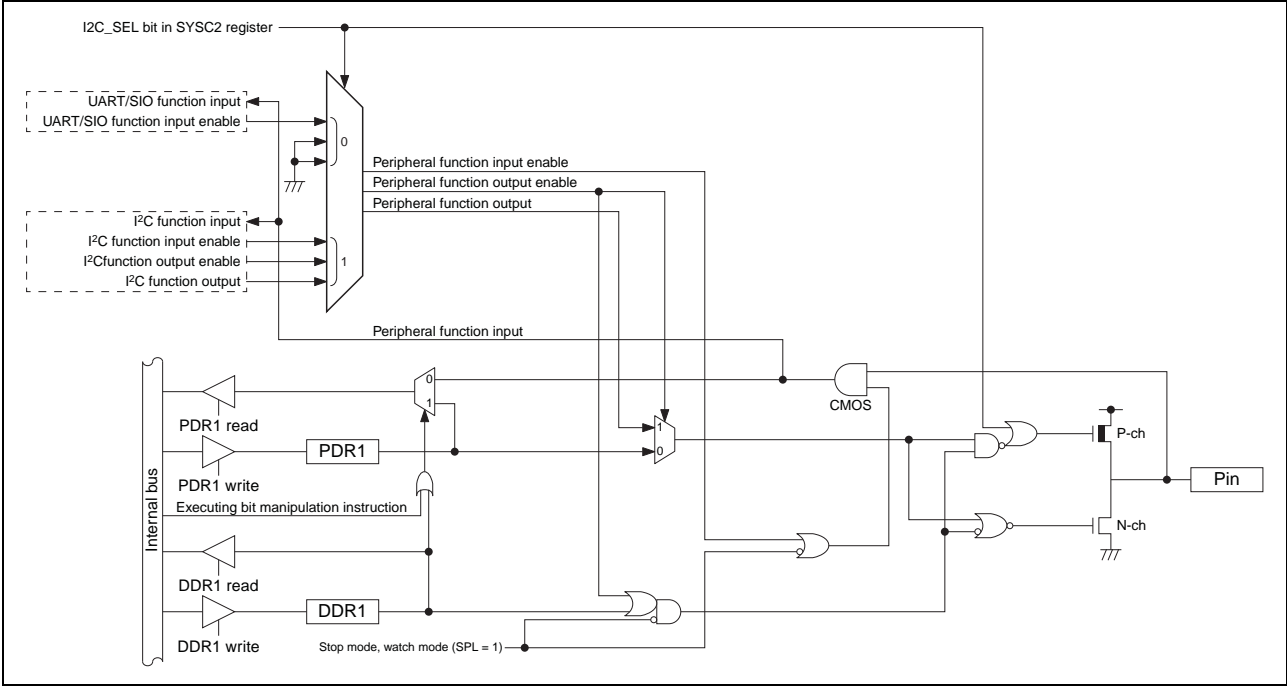 I2C_SEL bit in SYSC2 register
UART/SIO function input
UART/SIO function input enable
0
Peripheral function input enable
Peripheral function output enable
Peripheral function output
I²C function input
I²C function input enable
I²Cfunction output enable
1
I²C function output
Peripheral function input
0
1
CMOS
PDR1 read
1
P-ch
PDR1
0
Pin
PDR1 write
Internal bus
Executing bit manipulation instruction
N-ch
DDR1 read
DDR1
DDR1 write
Stop mode, watch mode (SPL = 1)